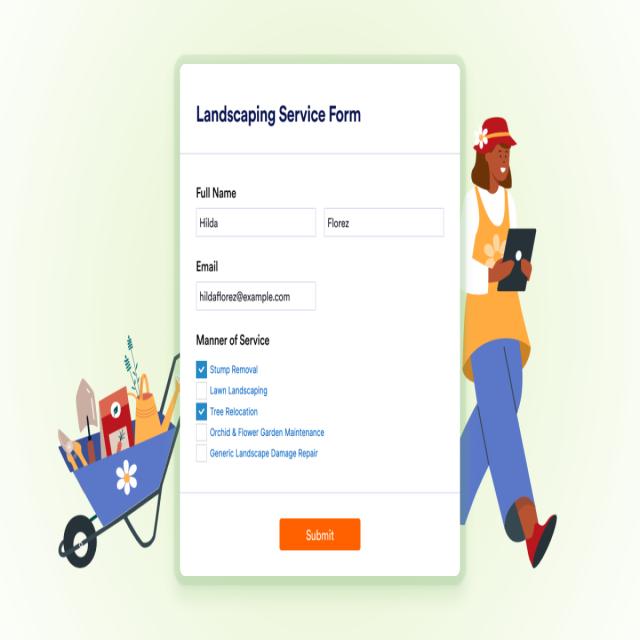 Landscaping Service Form
Full Name
Hilda Florez
Email
hildaflorez@example.com
Manner of Service
Stump Removal
Lawn Landscaping
Tree Relocation
Orchid & Flower Garden Maintenance
Generic Landscape Damage Repair
Submit